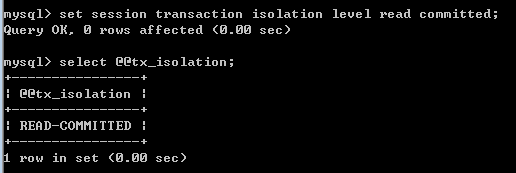 mysql> set session transaction isolation level read committed;
Query OK, 0 rows affected (0.00 sec)
mysql> select @@tx_isolation;
+----------------+
| @@tx_isolation |
+----------------+
| READ-COMMITTED |
+----------------+
1 row in set (0.00 sec)